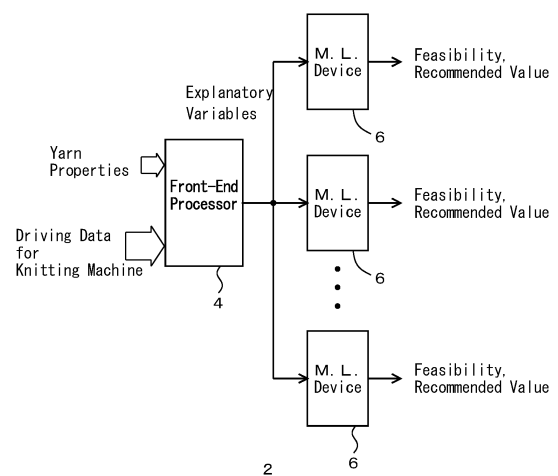 M. L.
Device
Feasibility,
Recommended Value
6
Explanatory
Variables
Yarn
Properties
Front-End
Processor
M. L.
Device
Feasibility,
Recommended Value
Driving Data
for
Knitting Machine
4
6
M. L.
Device
Feasibility,
Recommended Value
6
2